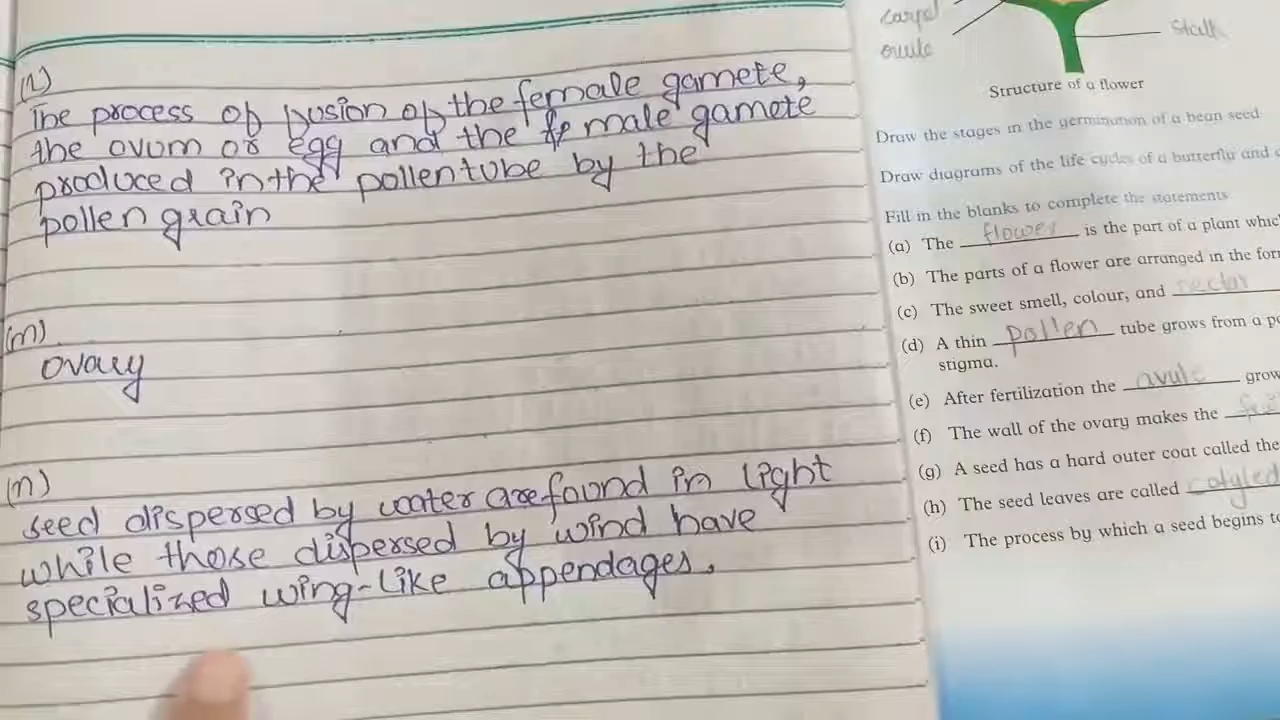 (l)
The process of fusion of the female gamete,
the ovum or egg and the male gamete
produced in the pollentube by the
pollen grain
(m)
ovary
(n)
seed dispersed by water are found in light
while those dispersed by wind have
specialized wing-like appendages.
carpel
ovule
Stalk
Structure of a flower
Draw the stages in the germination of a bean seed
Draw diagrams of the life cycles of a butterfly and
Fill in the blanks to complete the statements
(a) The flower is the part of a plant whic
(b) The parts of a flower are arranged in the for
(c) The sweet smell, colour, and nectar
(d) A thin pollen tube grows from a p
stigma.
(e) After fertilization the ovule grow
(f) The wall of the ovary makes the
(g) A seed has a hard outer coat called the
(h) The seed leaves are called cotyled
(i) The process by which a seed begins t